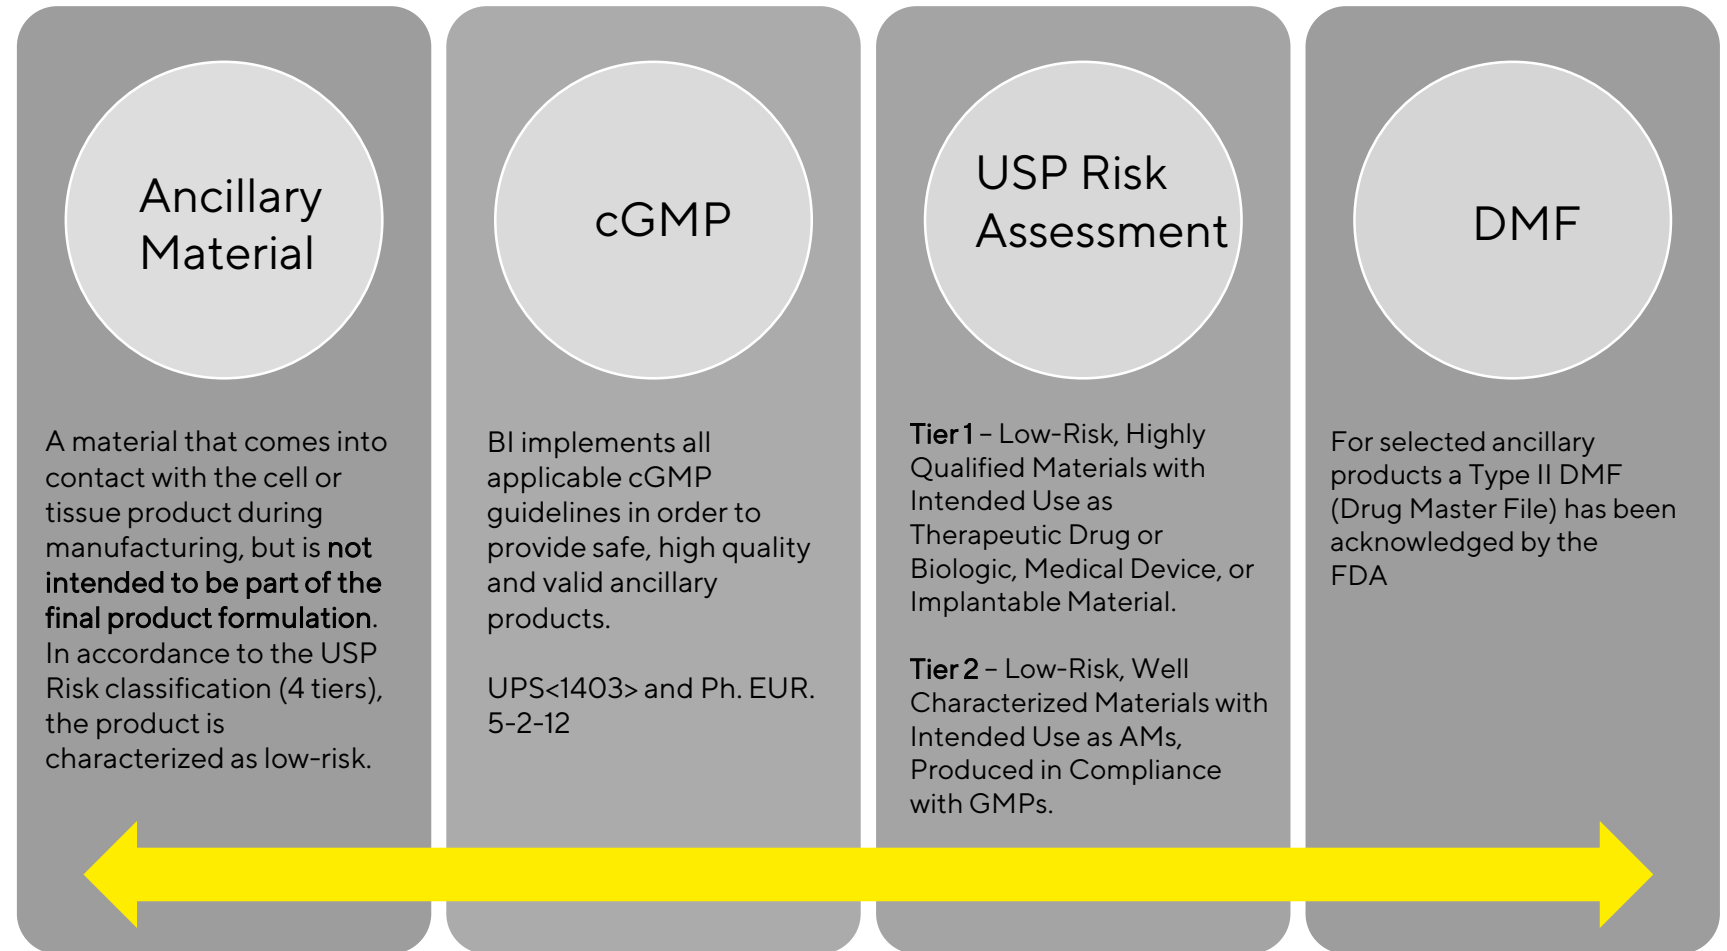 Ancillary
Material
A material that comes into
contact with the cell or
tissue product during
manufacturing, but is not
intended to be part of the
final product formulation.
In accordance to the USP
Risk classification (4 tiers),
the product is
characterized as low-risk.
cGMP
BI implements all
applicable cGMP
guidelines in order to
provide safe, high quality
and valid ancillary
products.
UPS<1403> and Ph. EUR.
5-2-12
USP Risk
Assessment
Tier 1 – Low-Risk, Highly
Qualified Materials with
Intended Use as
Therapeutic Drug or
Biologic, Medical Device, or
Implantable Material.
Tier 2 – Low-Risk, Well
Characterized Materials with
Intended Use as AMs,
Produced in Compliance
with GMPs.
DMF
For selected ancillary
products a Type II DMF
(Drug Master File) has been
acknowledged by the
FDA